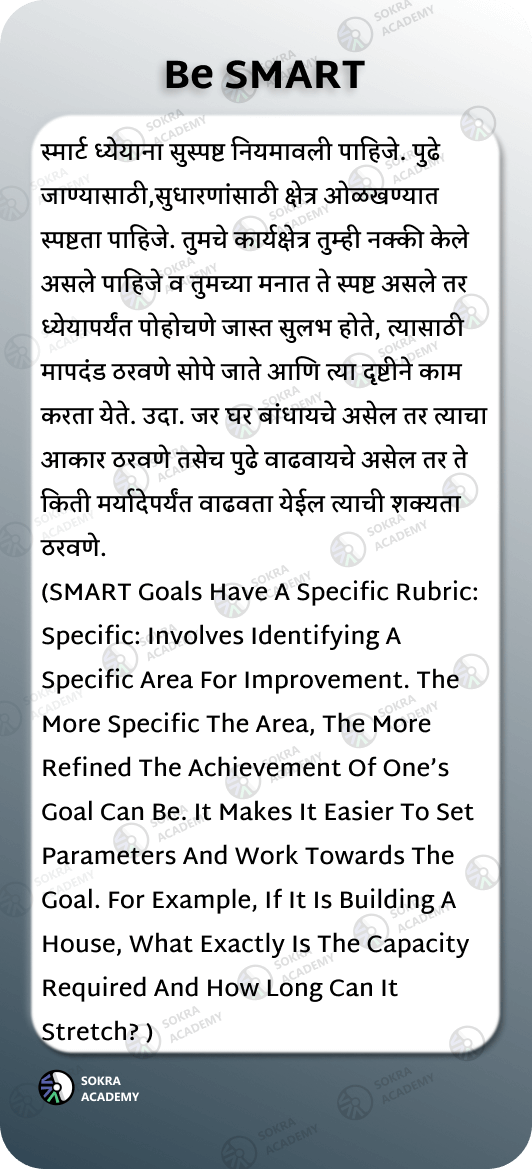 Be SMART
स्मार्ट ध्येयाना सुस्पष्ट नियमावली पाहिजे. पुढे
जाण्यासाठी,सुधारणांसाठी क्षेत्र ओळखण्यात
स्पष्टता पाहिजे. तुमचे कार्यक्षेत्र तुम्ही नक्की केले
असले पाहिजे व तुमच्या मनात ते स्पष्ट असले तर
ध्येयापर्यंत पोहोचणे जास्त सुलभ होते, त्यासाठी
मापदंड ठरवणे सोपे जाते आणि त्या दृष्टीने काम
करता येते. उदा. जर घर बांधायचे असेल तर त्याचा
आकार ठरवणे तसेच पुढे वाढवायचे असेल तर ते
किती मर्यादेपर्यंत वाढवता येईल त्याची शक्यता
ठरवणे.
(SMART Goals Have A Specific Rubric:
Specific: Involves Identifying A
Specific Area For Improvement. The
More Specific The Area, The More
Refined The Achievement Of One’s
Goal Can Be. It Makes It Easier To Set
Parameters And Work Towards The
Goal. For Example, If It Is Building A
House, What Exactly Is The Capacity
Required And How Long Can It
Stretch? )
SOKRA
ACADEMY